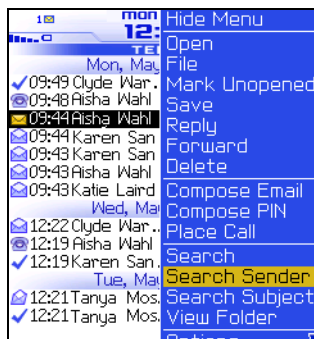 1 mon Hide Menu
12: Open
TE File
Mon, May Mark Unopened
09:49 Clyde War. Save
09:48 Aisha Wahl Reply
09:44 Aisha Wahl Forward
09:44 Karen San Delete
09:43 Karen San
09:43 Aisha Wahl
09:43 Katie Laird Compose Email
Wed, Ma Compose PIN
12:22 Clyde War.. Place Call
12:19 Aisha Wahl
12:19 Karen San. Search
Tue, Ma Search Sender
12:21 Tanya Mos. Search Subject
12:21 Tanya Mos. View Folder
Options